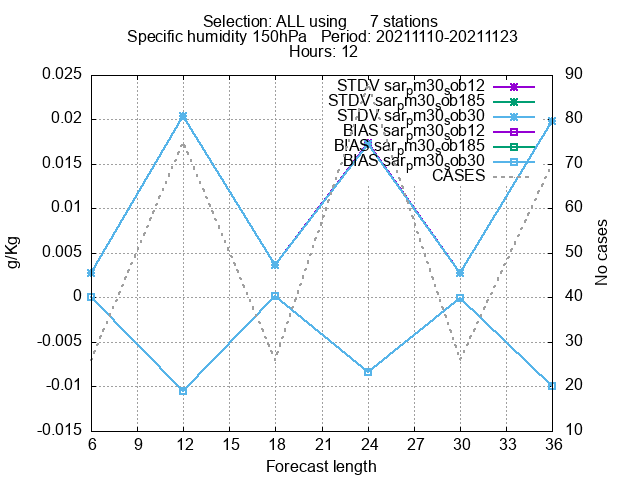 Selection: ALL using 7 stations
Specific humidity 150hPa Period: 20211110-20211123
Hours: 12
STDV sar_pm30_sob12
STDV sar_pm30_sob185
STDV sar_pm30_sob30
BIAS sar_pm30_sob12
BIAS sar_pm30_sob185
BIAS sar_pm30_sob30
CASES
g/Kg
0.025
0.02
0.015
0.01
0.005
0
-0.005
-0.01
-0.015
90
80
70
60
50
40
30
20
10
No cases
6 9 12 15 18 21 24 27 30 33 36
Forecast length